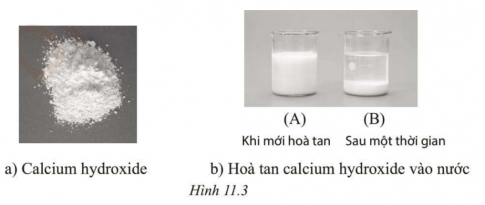 (A) (B)
Khi mới hoà tan Sau một thời gian
a) Calcium hydroxide b) Hoà tan calcium hydroxide vào nước
Hình 11.3